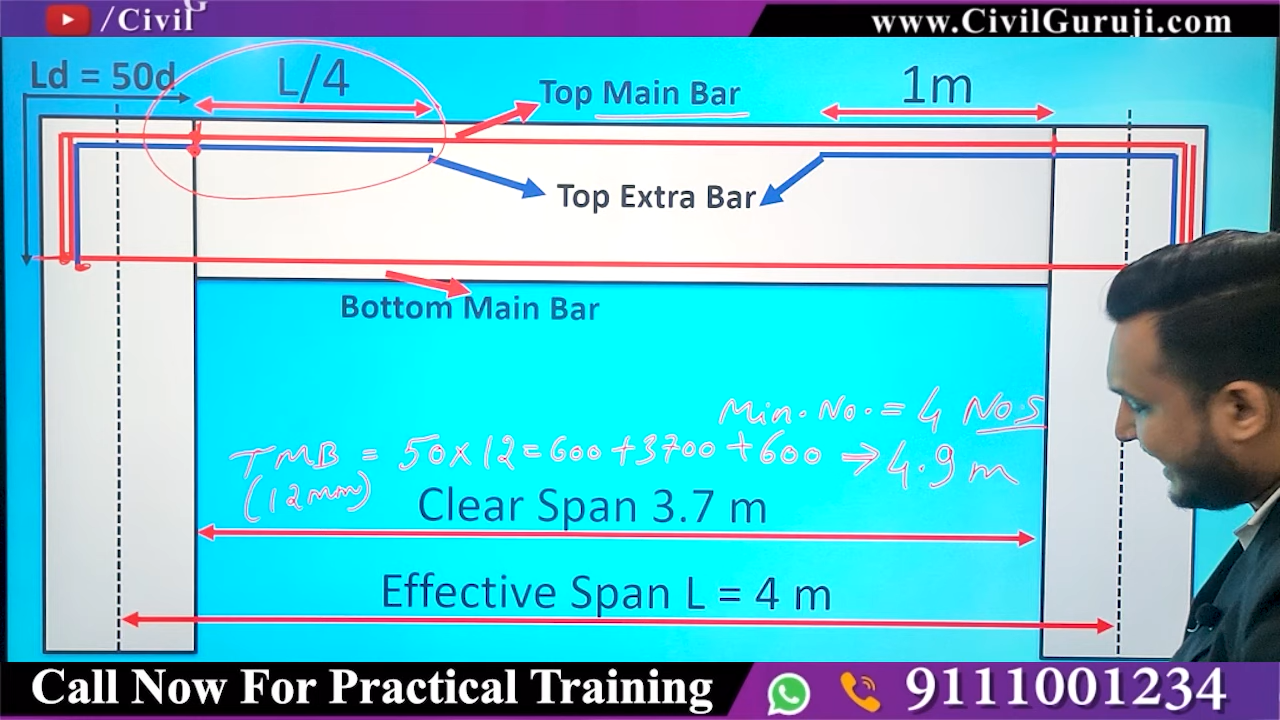 /Civil G
www.CivilGuruji.com
Ld = 50d
L/4
Top Main Bar
1m
Top Extra Bar
Bottom Main Bar
Min. No. = 4 NO.S
TMB = 50 x 12 = 600 + 3700 + 600 ⇒ 4.9 m
(12mm)
Clear Span 3.7 m
Effective Span L = 4 m
Call Now For Practical Training
9111001234